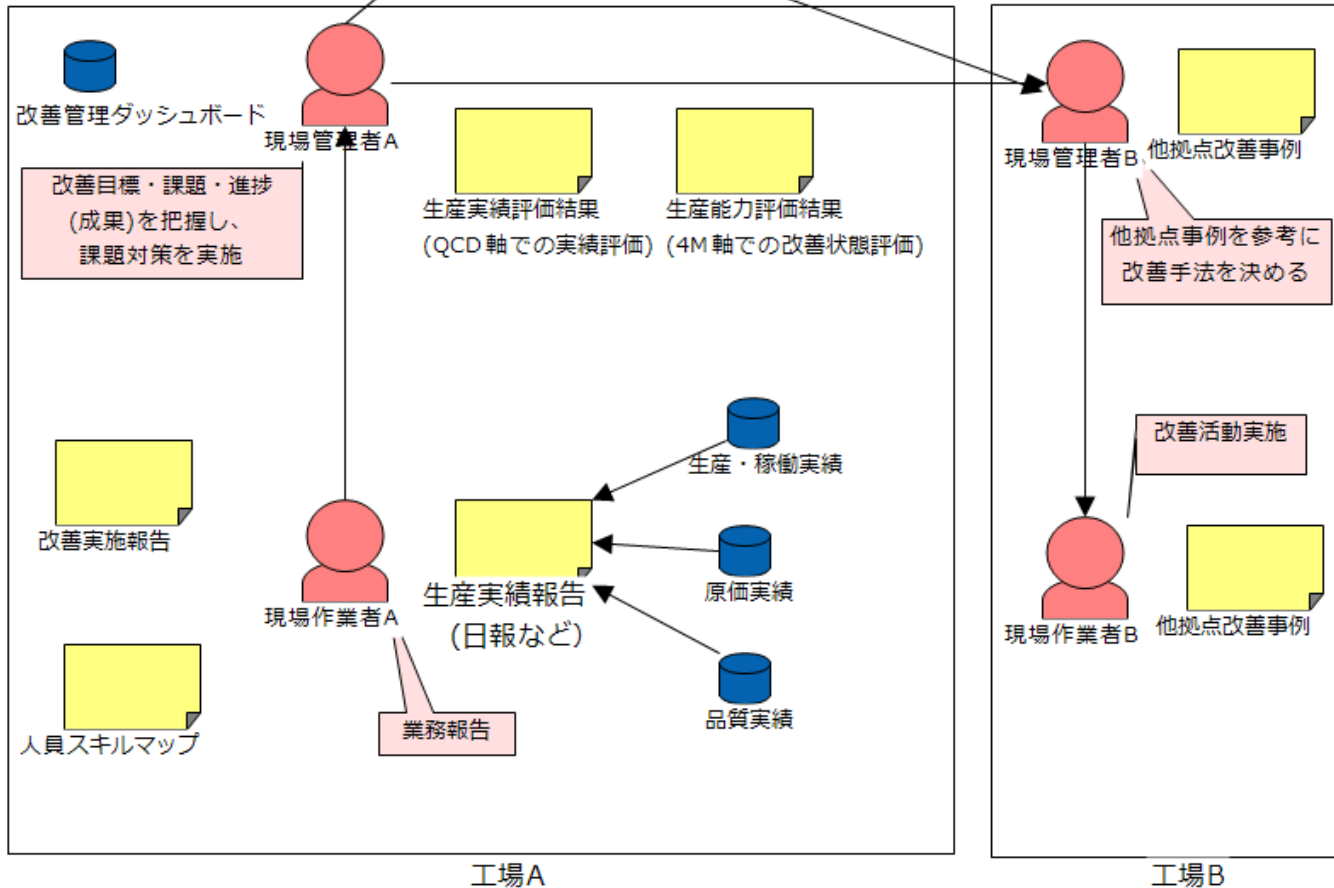 改善管理ダッシュボード
現場管理者A
改善目標・課題・進捗
(成果)を把握し、
課題対策を実施
生産実績評価結果
(QCD軸での実績評価)
生産能力評価結果
(4M軸での改善状態評価)
生産・稼働実績
改善実施報告
現場作業者A
生産実績報告
(日報など)
原価実績
品質実績
人員スキルマップ
業務報告
工場A
現場管理者B
他拠点改善事例
他拠点事例を参考に
改善手法を決める
改善活動実施
現場作業者B
他拠点改善事例
工場B